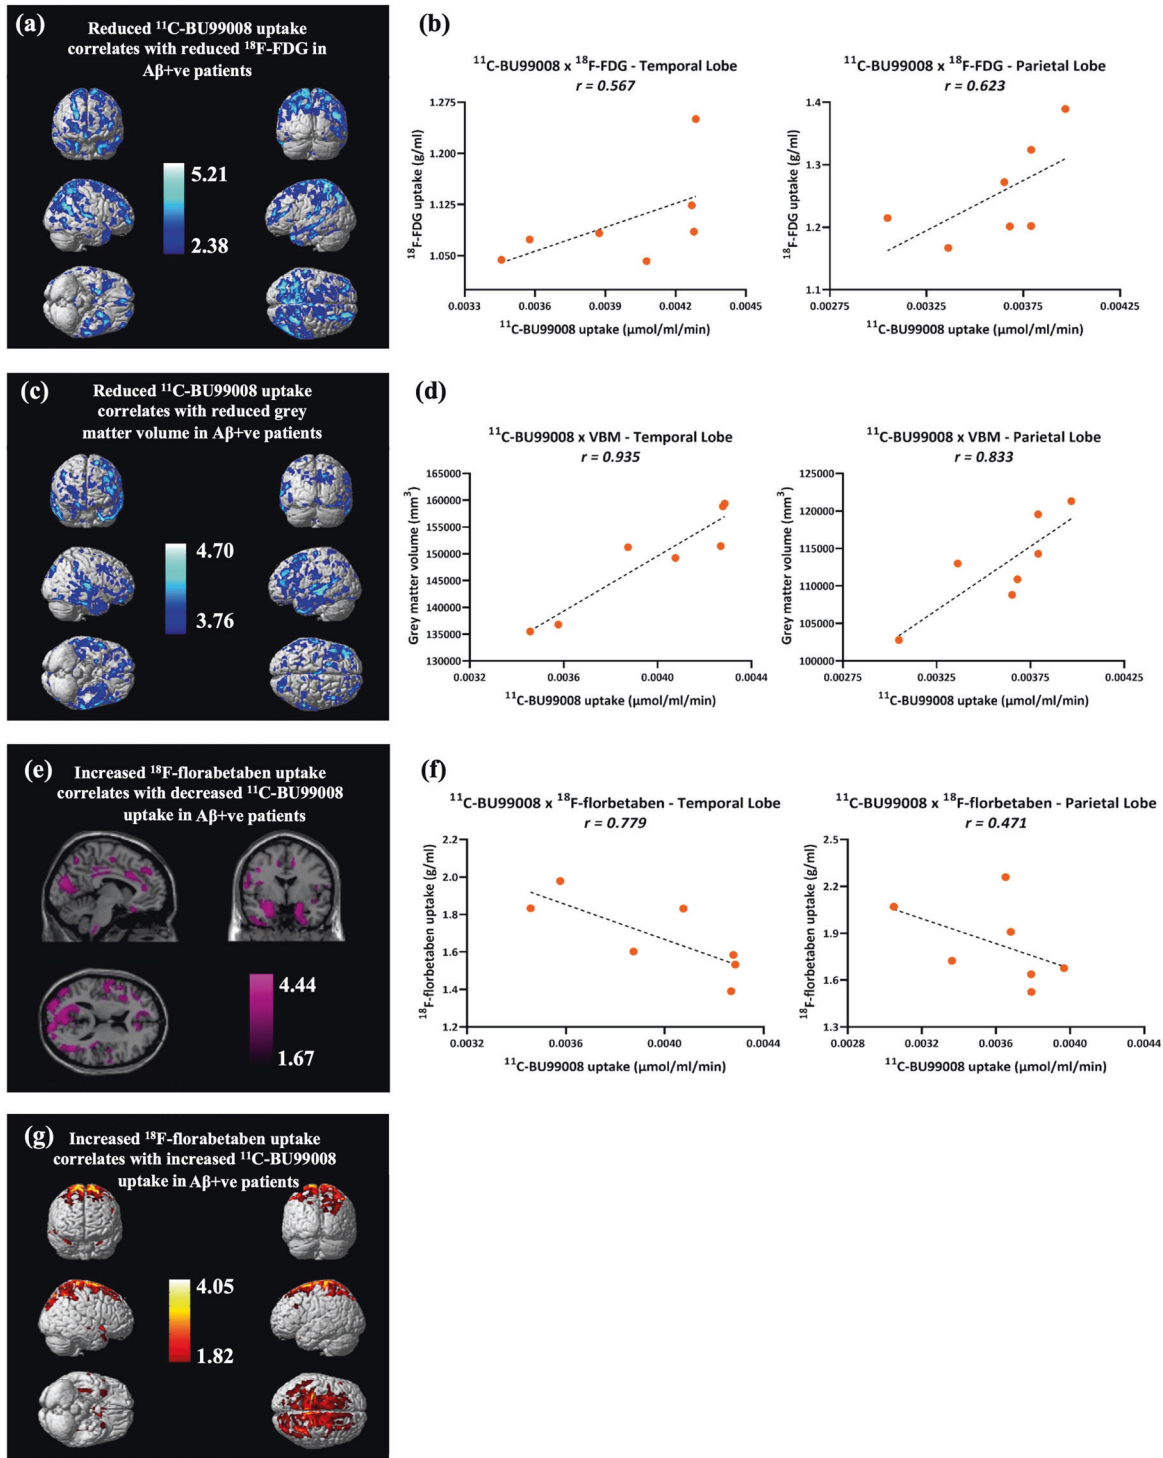 (a)
Reduced ¹¹C-BU99008 uptake
correlates with reduced ¹⁸F-FDG in
Aβ+ve patients
5.21
2.38
(b)
¹¹C-BU99008 x ¹⁸F-FDG - Temporal Lobe
r = 0.567
¹⁸F-FDG uptake (g/ml)
1.275
1.200
1.125
1.050
0.0033 0.0036 0.0039 0.0042 0.0045
¹¹C-BU99008 uptake (μmol/ml/min)
¹¹C-BU99008 x ¹⁸F-FDG - Parietal Lobe
r = 0.623
¹⁸F-FDG uptake (g/ml)
1.4
1.3
1.2
1.1
0.00275 0.00325 0.00375 0.00425
¹¹C-BU99008 uptake (μmol/ml/min)
(c)
Reduced ¹¹C-BU99008 uptake
correlates with reduced grey
matter volume in Aβ+ve patients
4.70
3.76
(d)
¹¹C-BU99008 x VBM - Temporal Lobe
r = 0.935
Grey matter volume (mm³)
165000
160000
155000
150000
145000
140000
135000
130000
0.0032 0.0036 0.0040 0.0044
¹¹C-BU99008 uptake (μmol/ml/min)
¹¹C-BU99008 x VBM - Parietal Lobe
r = 0.833
Grey matter volume (mm³)
125000
120000
115000
110000
105000
100000
0.00275 0.00325 0.00375 0.00425
¹¹C-BU99008 uptake (μmol/ml/min)
(e)
Increased ¹⁸F-florabetaben uptake
correlates with decreased ¹¹C-BU99008
uptake in Aβ+ve patients
4.44
1.67
(f)
¹¹C-BU99008 x ¹⁸F-florbetaben - Temporal Lobe
r = 0.779
¹⁸F-florbetaben uptake (g/ml)
2.2
2.0
1.8
1.6
1.4
1.2
0.0032 0.0036 0.0040 0.0044
¹¹C-BU99008 uptake (μmol/ml/min)
¹¹C-BU99008 x ¹⁸F-florbetaben - Parietal Lobe
r = 0.471
¹⁸F-florbetaben uptake (g/ml)
2.5
2.2
1.9
1.6
1.3
0.0028 0.0032 0.0036 0.0040 0.0044
¹¹C-BU99008 uptake (μmol/ml/min)
(g)
Increased ¹⁸F-florabetaben uptake
correlates with increased ¹¹C-BU99008
uptake in Aβ+ve patients
4.05
1.82